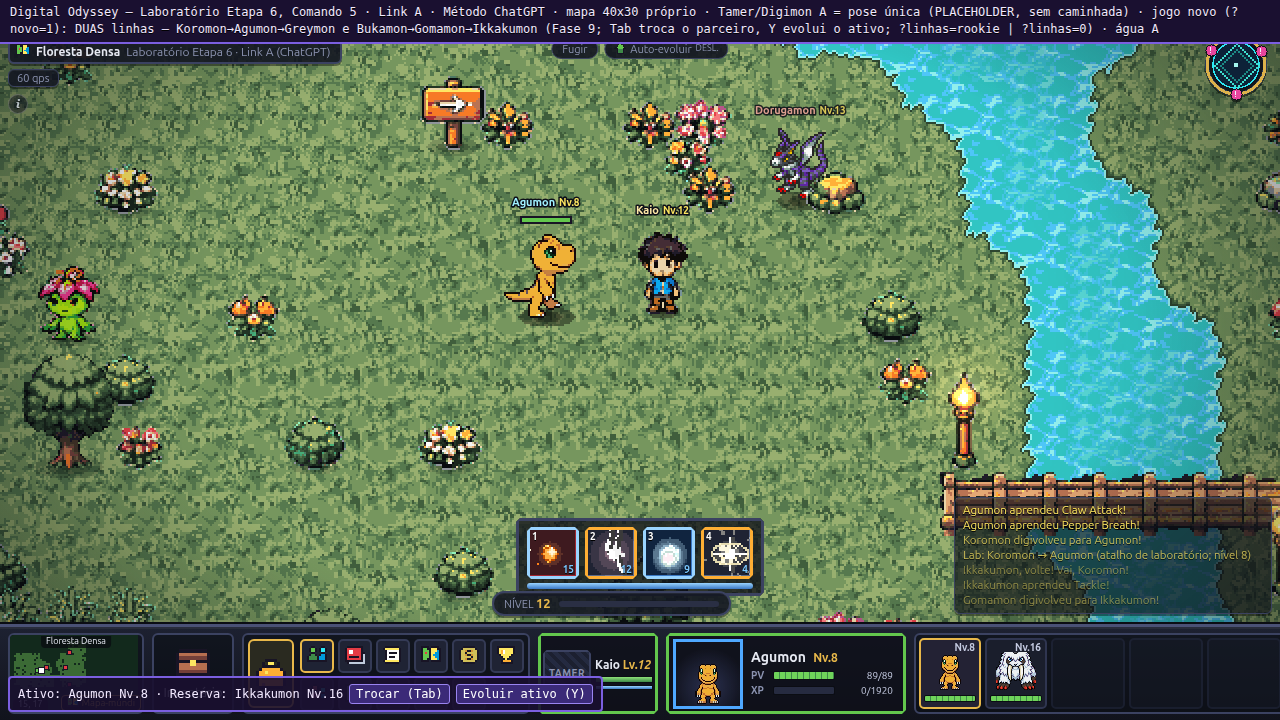 Digital Odyssey — Laboratório Etapa 6, Comando 5 · Link A · Método ChatGPT · mapa 40x30 próprio · Tamer/Digimon A = pose única (PLACEHOLDER, sem caminhada) · jogo novo (?
novo=1): DUAS linhas — Koromon→Agumon→Greymon e Bukamon→Gomamon→Ikkakumon (Fase 9; Tab troca o parceiro, Y evolui o ativo; ?linhas=rookie | ?linhas=0) · água A
Floresta Densa Laboratório Etapa 6 · Link A (ChatGPT)
Fugir
Auto-evoluir DESL.
60 qps
i
Dorugamon Nv.13
Agumon Nv.8
Kaio Nv.12
Agumon aprendeu Claw Attack!
Agumon aprendeu Pepper Breath!
Koromon digivolveu para Agumon!
Lab: Koromon → Agumon (atalho de laboratório; nível 8)
Ikkakumon, volte! Vai, Koromon!
Ikkakumon aprendeu Tackle!
Gomamon digivolveu para Ikkakumon!
1 2 3 4
15 12 9 4
NÍVEL 12
Floresta Densa
TAMER
Kaio Lv.12
Agumon Nv.8
PV 89/89
XP 0/1920
Nv.8
Nv.16
Ativo: Agumon Nv.8 · Reserva: Ikkakumon Nv.16 Trocar (Tab) Evoluir ativo (Y)